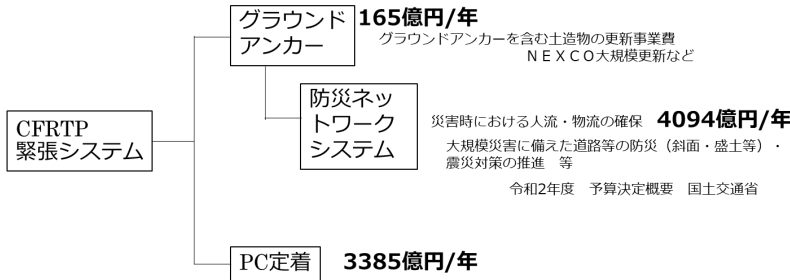 グラウンド
アンカー
165億円/年
グラウンドアンカーを含む土造物の更新事業費
ＮＥＸＣＯ大規模更新など
防災ネッ
トワーク
システム
災害時における人流・物流の確保 4094億円/年
大規模災害に備えた道路等の防災（斜面・盛土等）・
震災対策の推進　等
令和2年度　予算決定概要　国土交通省
CFRTP
緊張システム
PC定着
3385億円/年